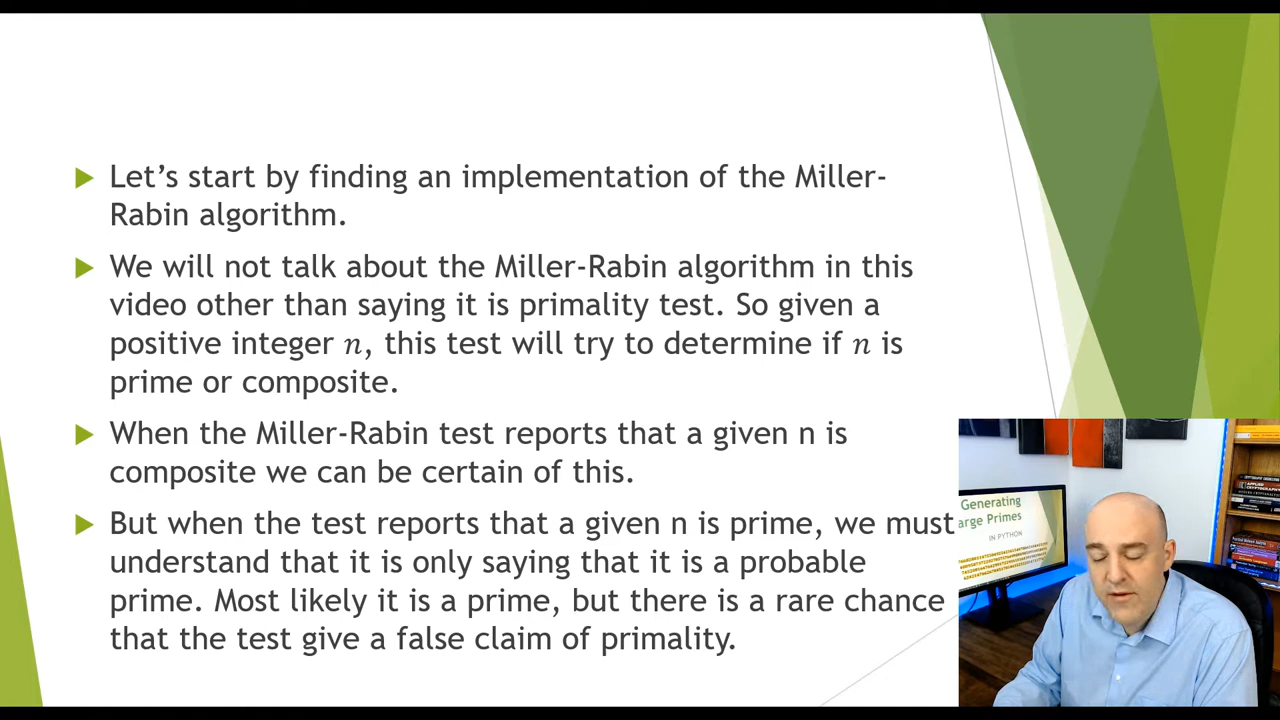 Let’s start by finding an implementation of the Miller-
Rabin algorithm.
We will not talk about the Miller-Rabin algorithm in this
video other than saying it is primality test. So given a
positive integer n, this test will try to determine if n is
prime or composite.
When the Miller-Rabin test reports that a given n is
composite we can be certain of this.
But when the test reports that a given n is prime, we must
understand that it is only saying that it is a probable
prime. Most likely it is a prime, but there is a rare chance
that the test give a false claim of primality.
Generating
arge Primes
IN PYTHON